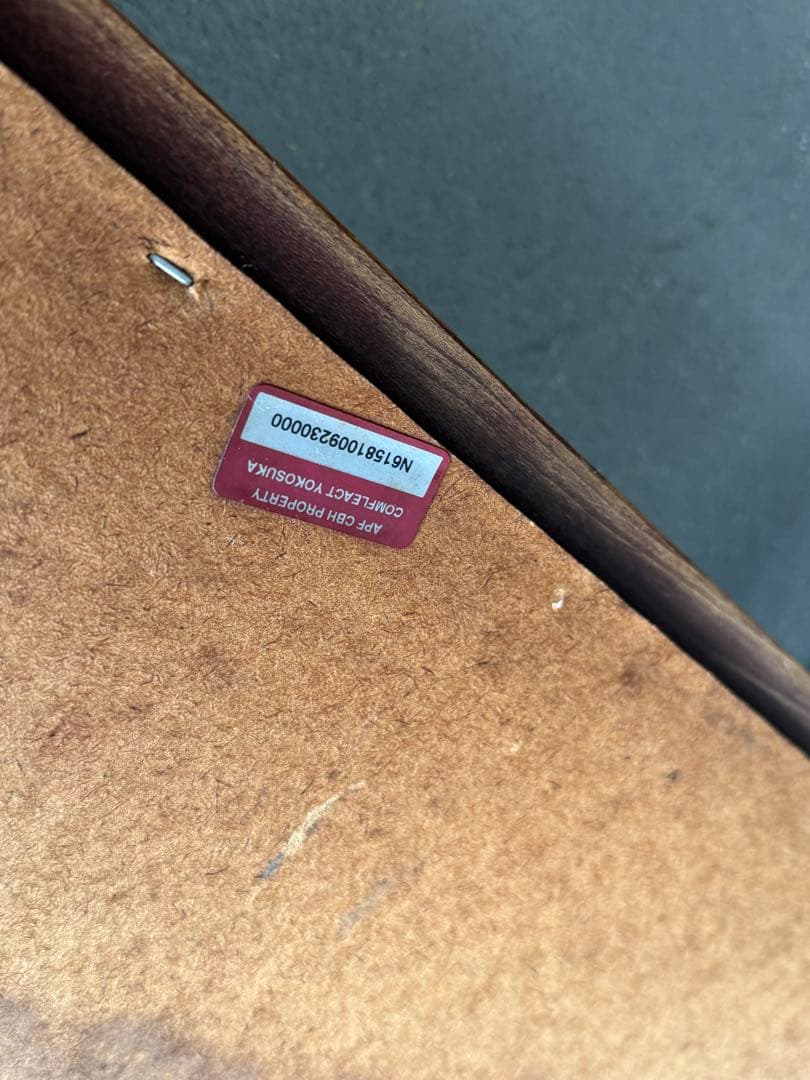 APF CBH PROPERTY
COMFLEACT YOKOSUKA
N61581009230000